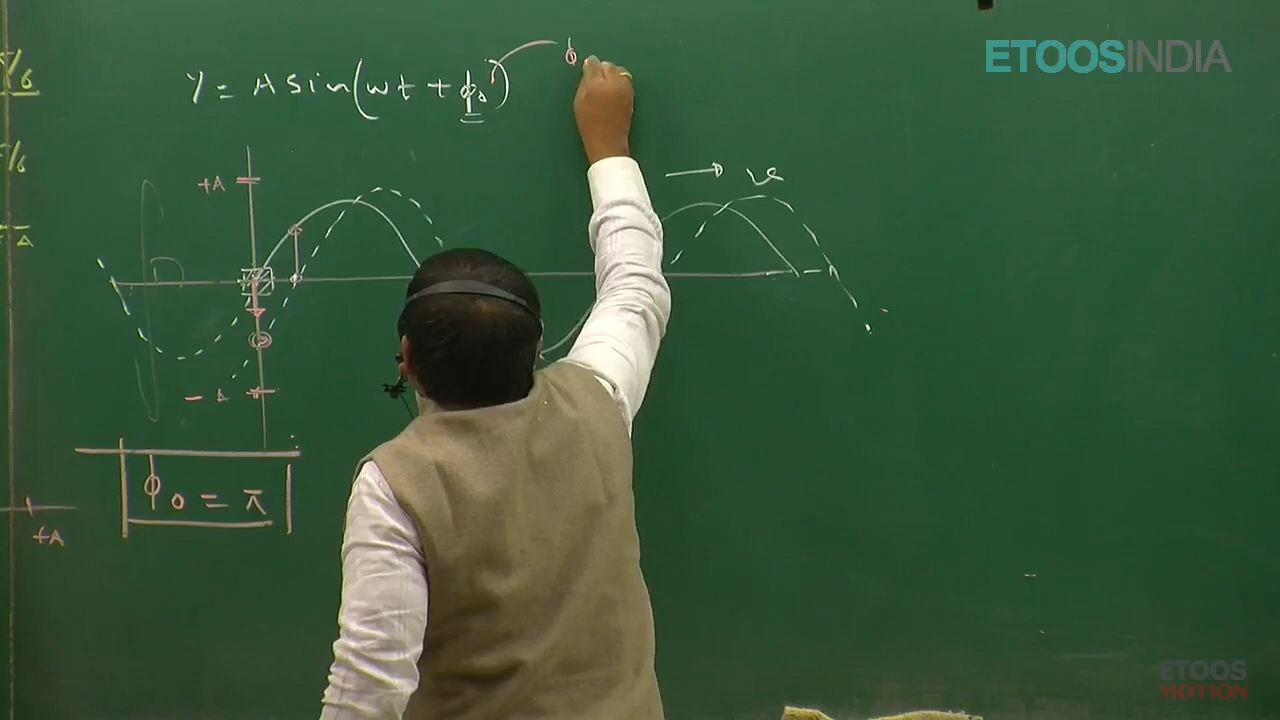 ETOOSINDIA
Y = A sin(ωt + ϕ₀)
ϕ
+A
v
- A
ϕ₀ = π
+A
ETOOS
MOTION